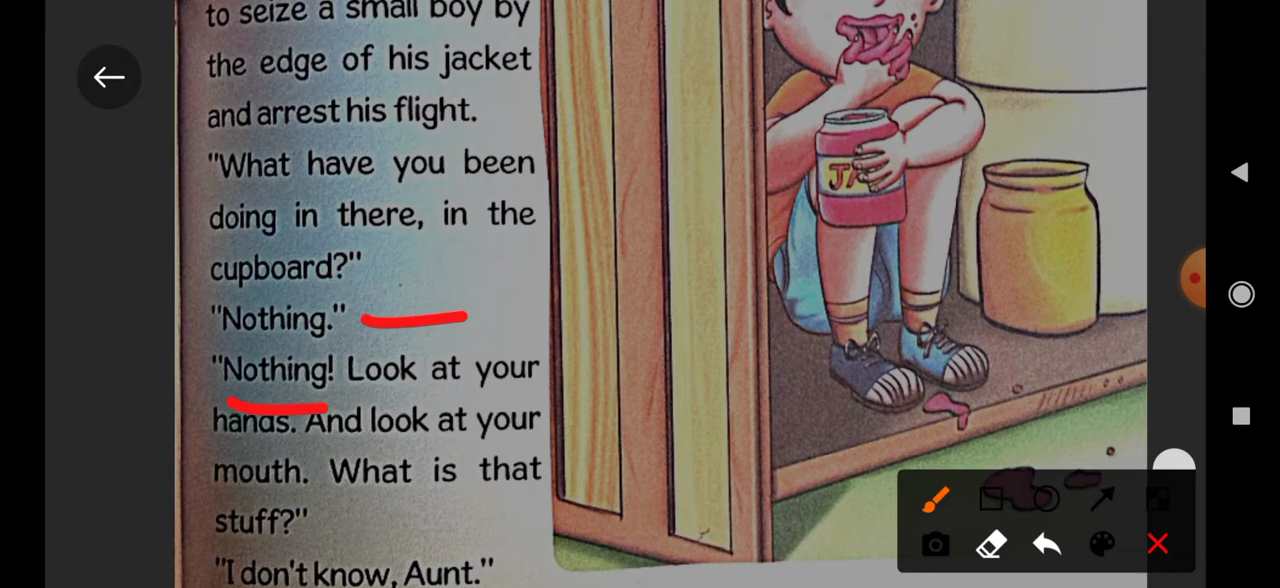 to seize a small boy by
the edge of his jacket
and arrest his flight.
"What have you been
doing in there, in the
cupboard?"
"Nothing."
"Nothing! Look at your
hands. And look at your
mouth. What is that
stuff?"
"I don't know, Aunt."
JA